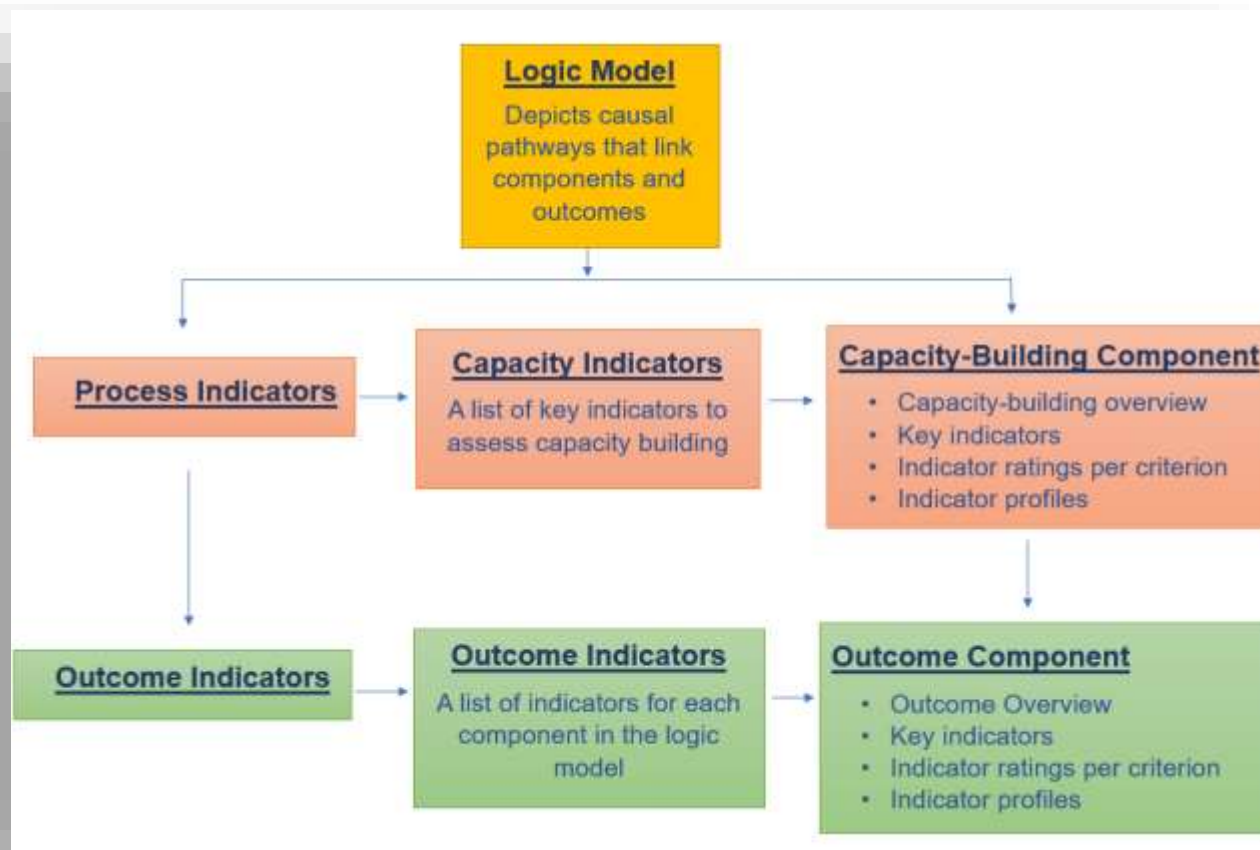 Logic Model
Depicts causal
pathways that link
components and
outcomes
Process Indicators
Capacity Indicators
A list of key indicators to
assess capacity building
Capacity-Building Component
• Capacity-building overview
• Key indicators
• Indicator ratings per criterion
• Indicator profiles
Outcome Indicators
Outcome Indicators
A list of indicators for each
component in the logic
model
Outcome Component
• Outcome Overview
• Key indicators
• Indicator ratings per criterion
• Indicator profiles